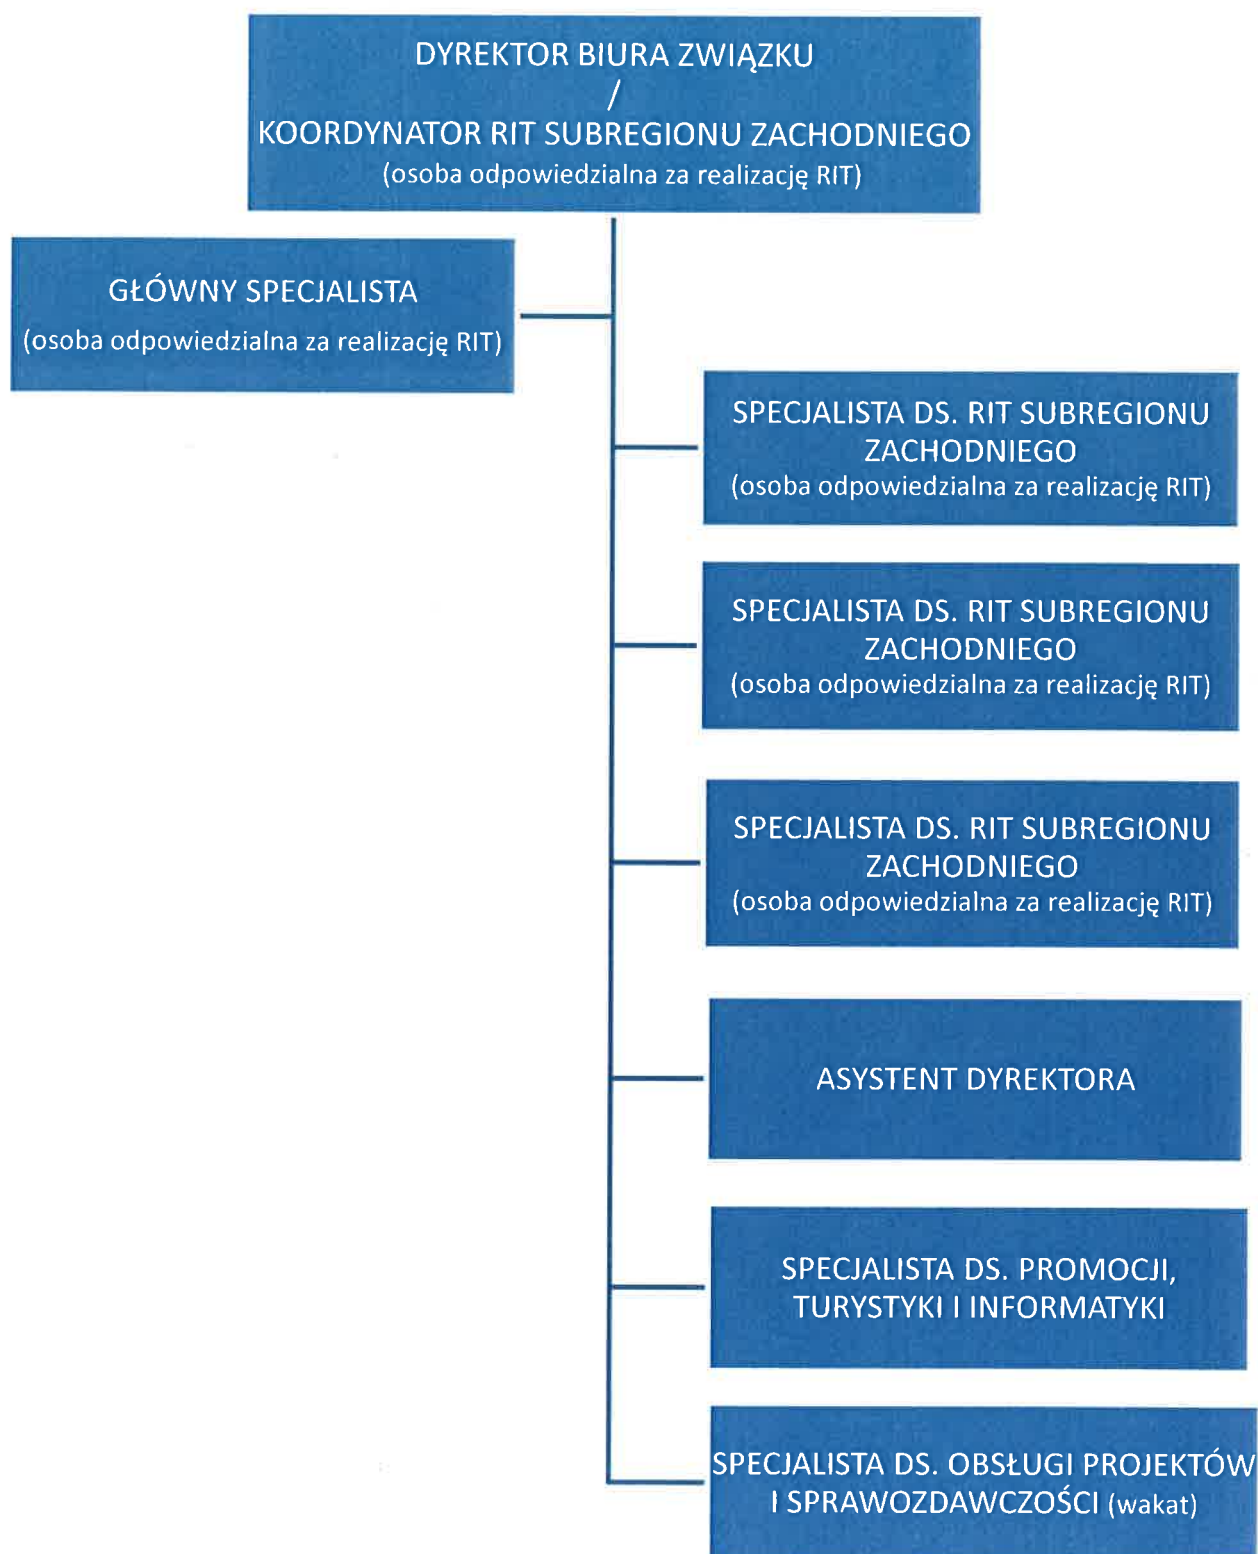 DYREKTOR BIURA ZWIĄZKU
/
KOORDYNATOR RIT SUBREGIONU ZACHODNIEGO
(osoba odpowiedzialna za realizację RIT)
GŁÓWNY SPECJALISTA
(osoba odpowiedzialna za realizację RIT)
SPECJALISTA DS. RIT SUBREGIONU
ZACHODNIEGO
(osoba odpowiedzialna za realizację RIT)
SPECJALISTA DS. RIT SUBREGIONU
ZACHODNIEGO
(osoba odpowiedzialna za realizację RIT)
SPECJALISTA DS. RIT SUBREGIONU
ZACHODNIEGO
(osoba odpowiedzialna za realizację RIT)
ASYSTENT DYREKTORA
SPECJALISTA DS. PROMOCJI,
TURYSTYKI I INFORMATYKI
SPECJALISTA DS. OBSŁUGI PROJEKTÓW
I SPRAWOZDAWCZOŚCI (wakat)